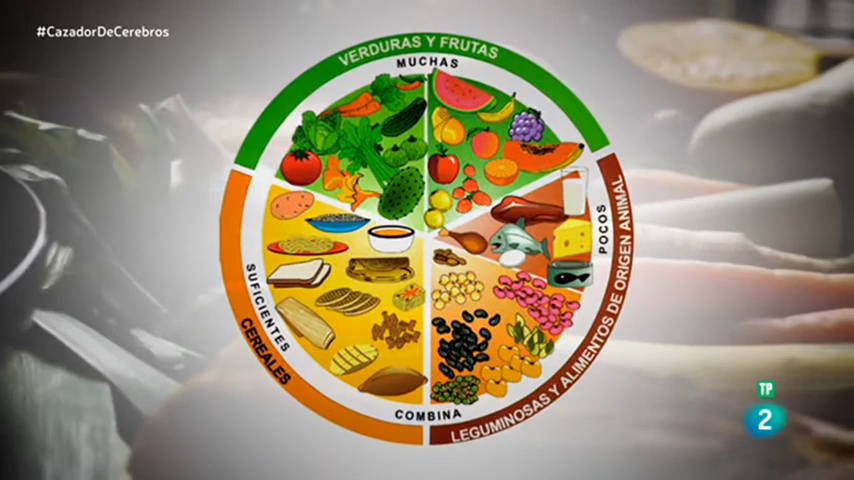 #CazadorDeCerebros
VERDURAS Y FRUTAS
MUCHAS
POCOS
LEGUMINOSAS Y ALIMENTOS DE ORIGEN ANIMAL
SUFICIENTES
CEREALES
COMBINA
TP
2